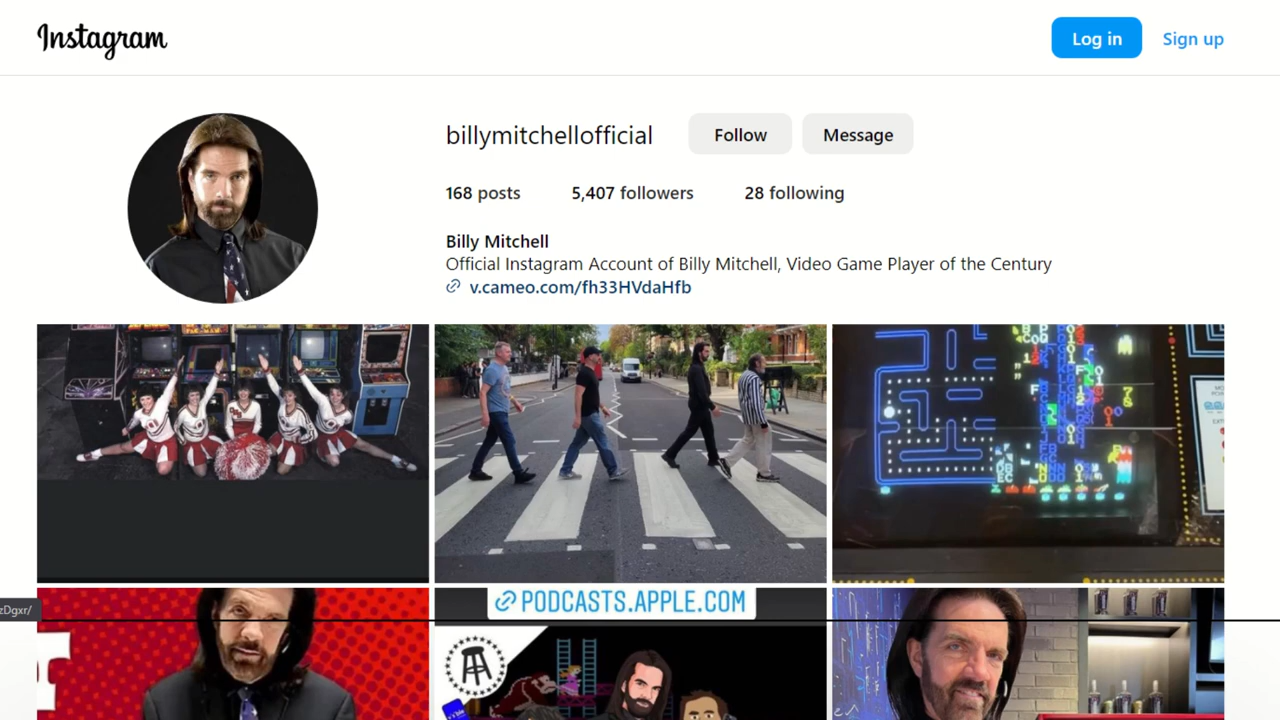 Instagram
Log in
Sign up
billymitchellofficial
Follow
Message
168 posts
5,407 followers
28 following
Billy Mitchell
Official Instagram Account of Billy Mitchell, Video Game Player of the Century
v.cameo.com/fh33HVdaHfb
zDgxr/
PODCASTS.APPLE.COM